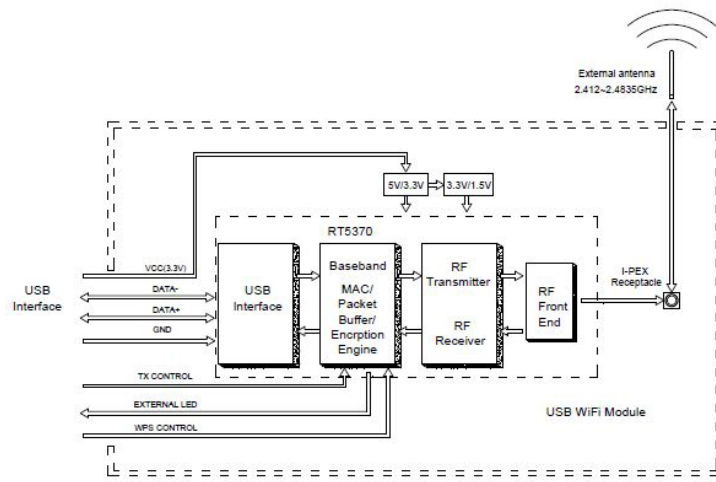 External antenna
2.412~2.4835GHz
5V/3.3V
3.3V/1.5V
RT5370
USB
Interface
VCC(3.3V)
DATA-
DATA+
GND
USB
Interface
Baseband
MAC/
Packet
Buffer/
Encrption
Engine
RF
Transmitter
RF
Receiver
RF
Front
End
I-PEX
Receptacle
TX CONTROL
EXTERNAL LED
WPS CONTROL
USB WiFi Module